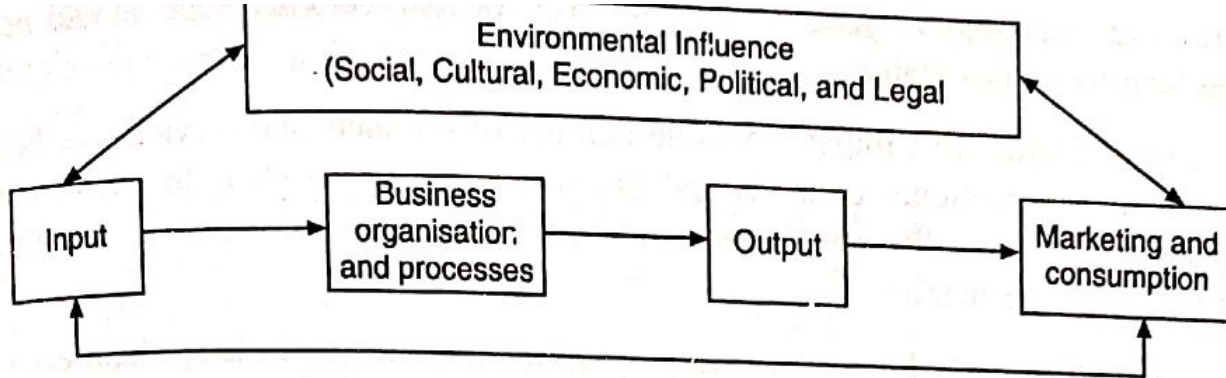 Environmental Influence
(Social, Cultural, Economic, Political, and Legal
Input
Business
organisation
and processes
Output
Marketing and
consumption